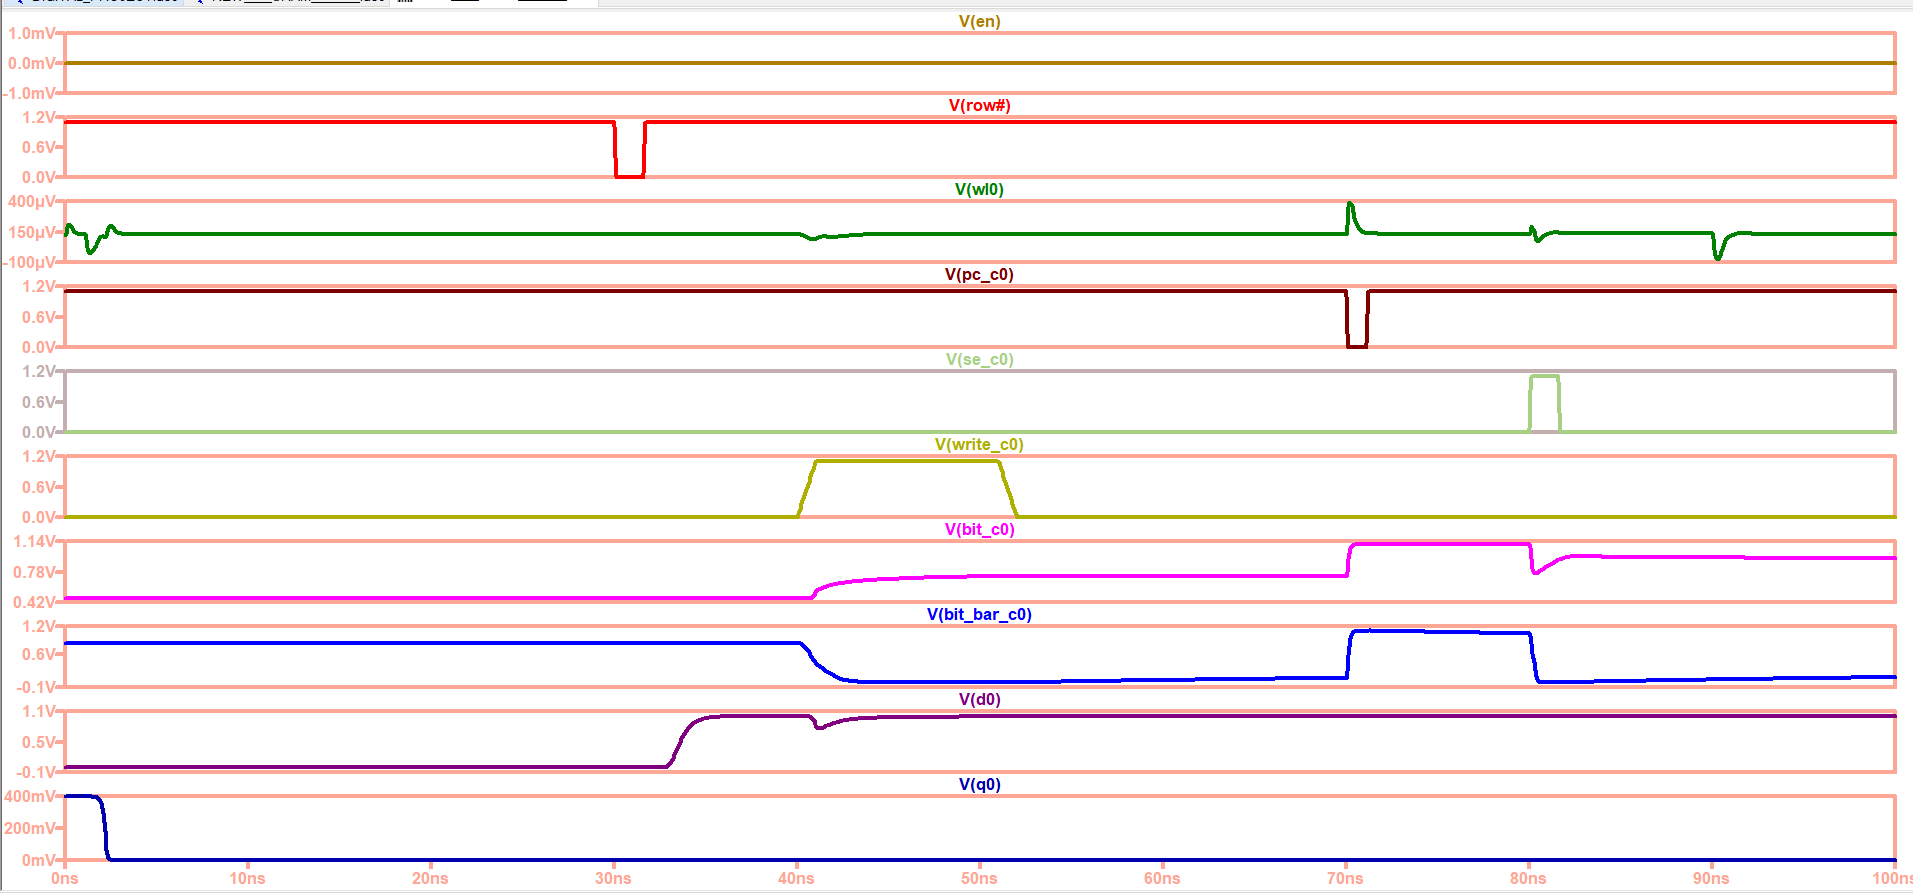 V(en)
1.0mV
0.0mV
-1.0mV
V(row#)
1.2V
0.6V
0.0V
V(wl0)
400µV
150µV
-100µV
V(pc_c0)
1.2V
0.6V
0.0V
V(se_c0)
1.2V
0.6V
0.0V
V(write_c0)
1.2V
0.6V
0.0V
V(bit_c0)
1.14V
0.78V
0.42V
V(bit_bar_c0)
1.2V
0.6V
-0.1V
V(d0)
1.1V
0.5V
-0.1V
V(q0)
400mV
200mV
0mV
0ns 10ns 20ns 30ns 40ns 50ns 60ns 70ns 80ns 90ns